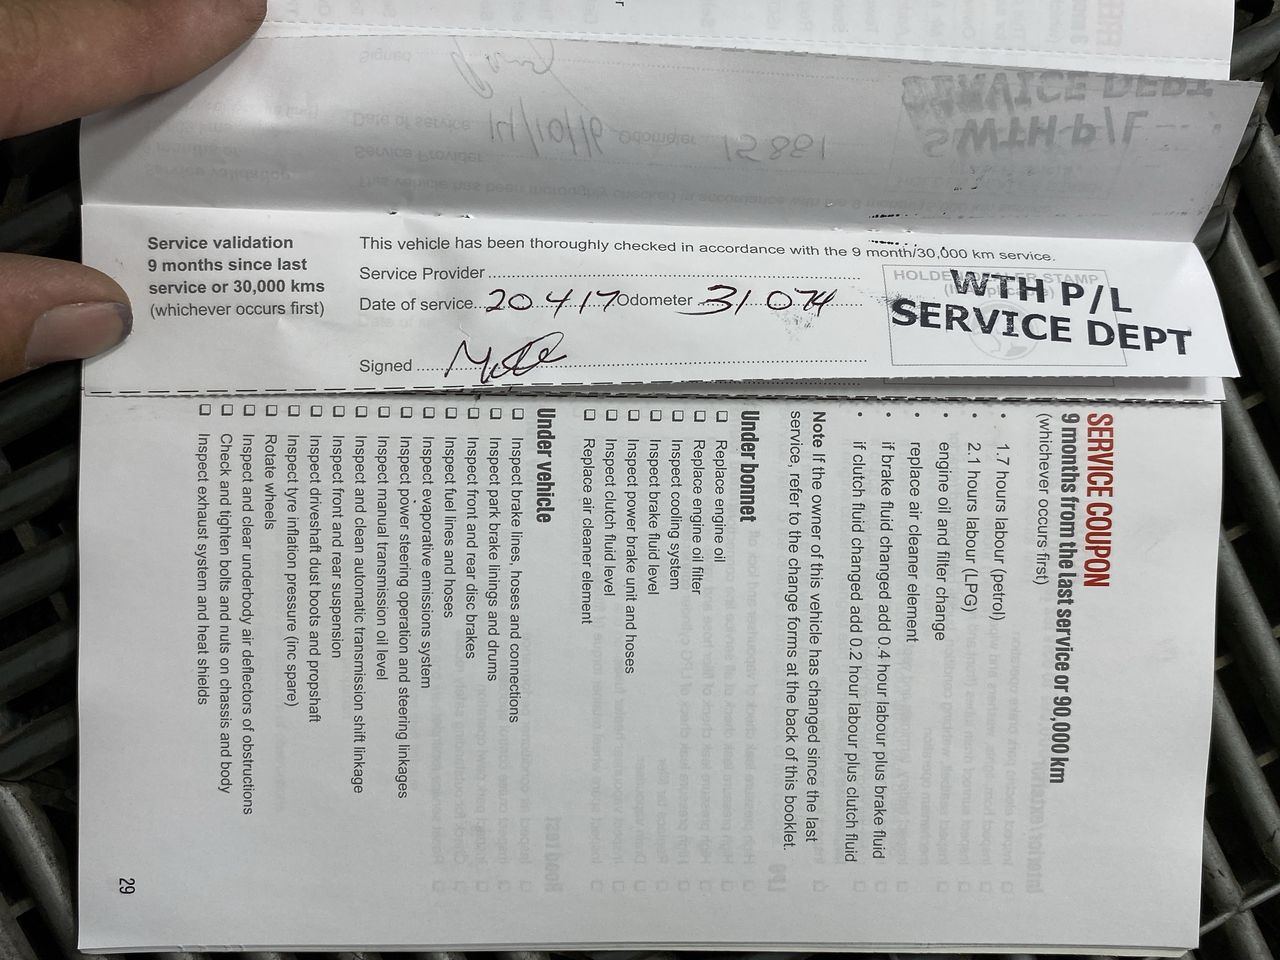 Service validation
9 months since last
service or 30,000 kms
(whichever occurs first)
This vehicle has been thoroughly checked in accordance with the 9 month/30,000 km service.
Service Provider
Date of service 20 4 17 Odometer 31 074
Signed
HOLDEN DEALER STAMP
WTH P/L
SERVICE DEPT
SERVICE COUPON
9 months from the last service or 90,000 km
(whichever occurs first)
• 1.7 hours labour (petrol)
• 2.1 hours labour (LPG)
• engine oil and filter change
• replace air cleaner element
• if brake fluid changed add 0.4 hour labour plus brake fluid
• if clutch fluid changed add 0.2 hour labour plus clutch fluid
Note If the owner of this vehicle has changed since the last
service, refer to the change forms at the back of this booklet.
Under bonnet
❑ Replace engine oil
❑ Replace engine oil filter
❑ Inspect cooling system
❑ Inspect brake fluid level
❑ Inspect power brake unit and hoses
❑ Inspect clutch fluid level
❑ Replace air cleaner element
Under vehicle
❑ Inspect brake lines, hoses and connections
❑ Inspect park brake linings and drums
❑ Inspect front and rear disc brakes
❑ Inspect fuel lines and hoses
❑ Inspect evaporative emissions system
❑ Inspect power steering operation and steering linkages
❑ Inspect manual transmission oil level
❑ Inspect and clean automatic transmission shift linkage
❑ Inspect front and rear suspension
❑ Inspect driveshaft dust boots and propshaft
❑ Inspect tyre inflation pressure (inc spare)
❑ Rotate wheels
❑ Inspect and clear underbody air deflectors of obstructions
❑ Check and tighten bolts and nuts on chassis and body
❑ Inspect exhaust system and heat shields
29